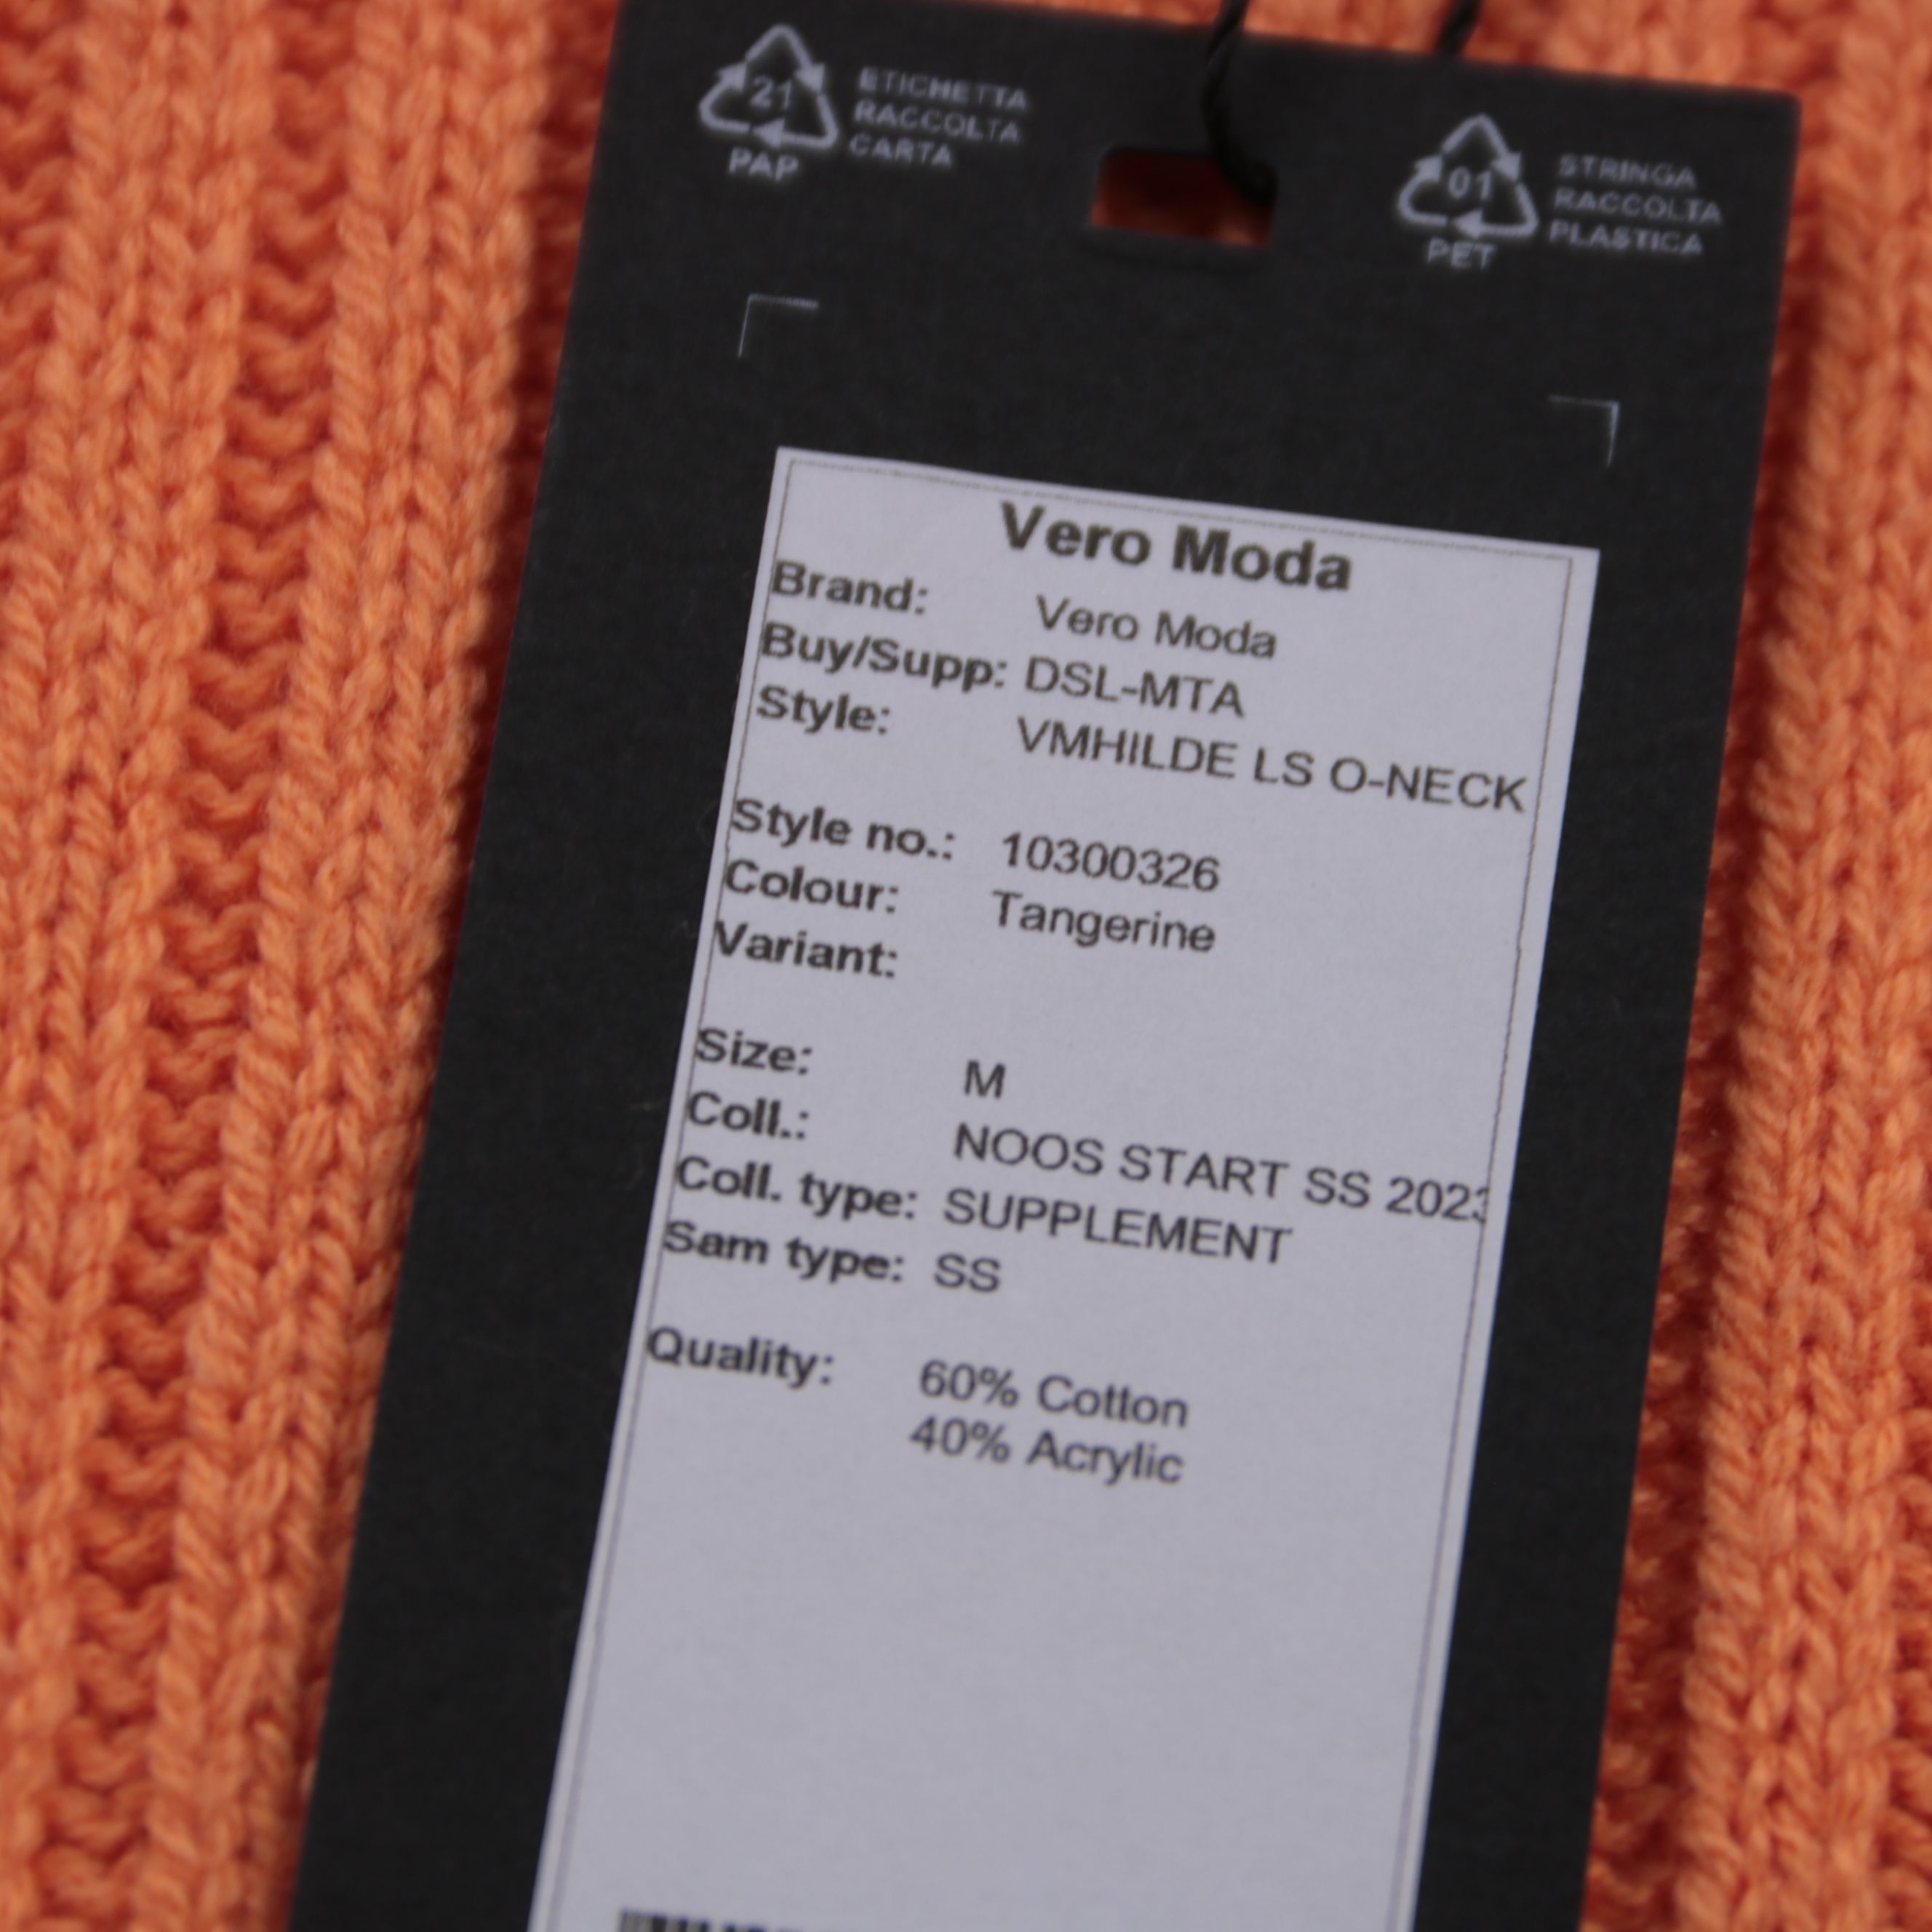 21
PAP
ETICHETTA
RACCOLTA
CARTA
01
PET
STRINGA
RACCOLTA
PLASTICA
Vero Moda
Brand: Vero Moda
Buy/Supp: DSL-MTA
Style: VMHILDE LS O-NECK
Style no.: 10300326
Colour: Tangerine
Variant:
Size: M
Coll.: NOOS START SS 2023
Coll. type: SUPPLEMENT
Sam type: SS
Quality: 60% Cotton
40% Acrylic